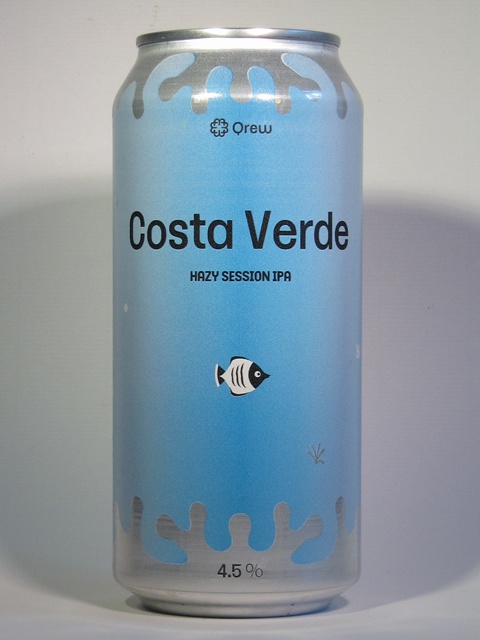 Qrew
Costa Verde
HAZY SESSION IPA
4.5%